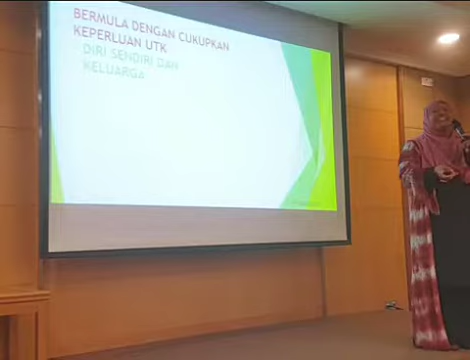 BERMULA DENGAN CUKUPKAN
KEPERLUAN UTK
DIRI SENDIRI DAN
KELUARGA